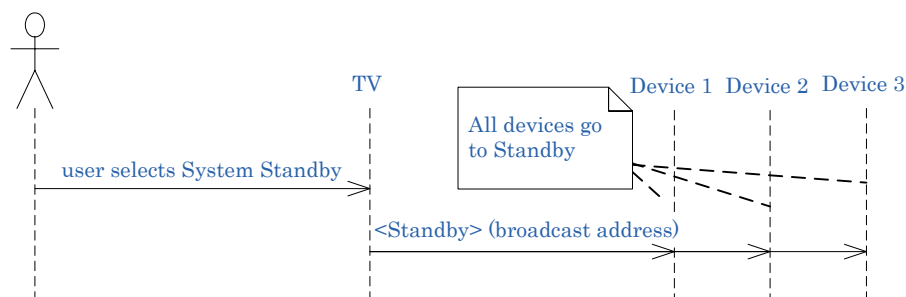 TV
Device 1
Device 2
Device 3
All devices go
to Standby
user selects System Standby
<Standby> (broadcast address)